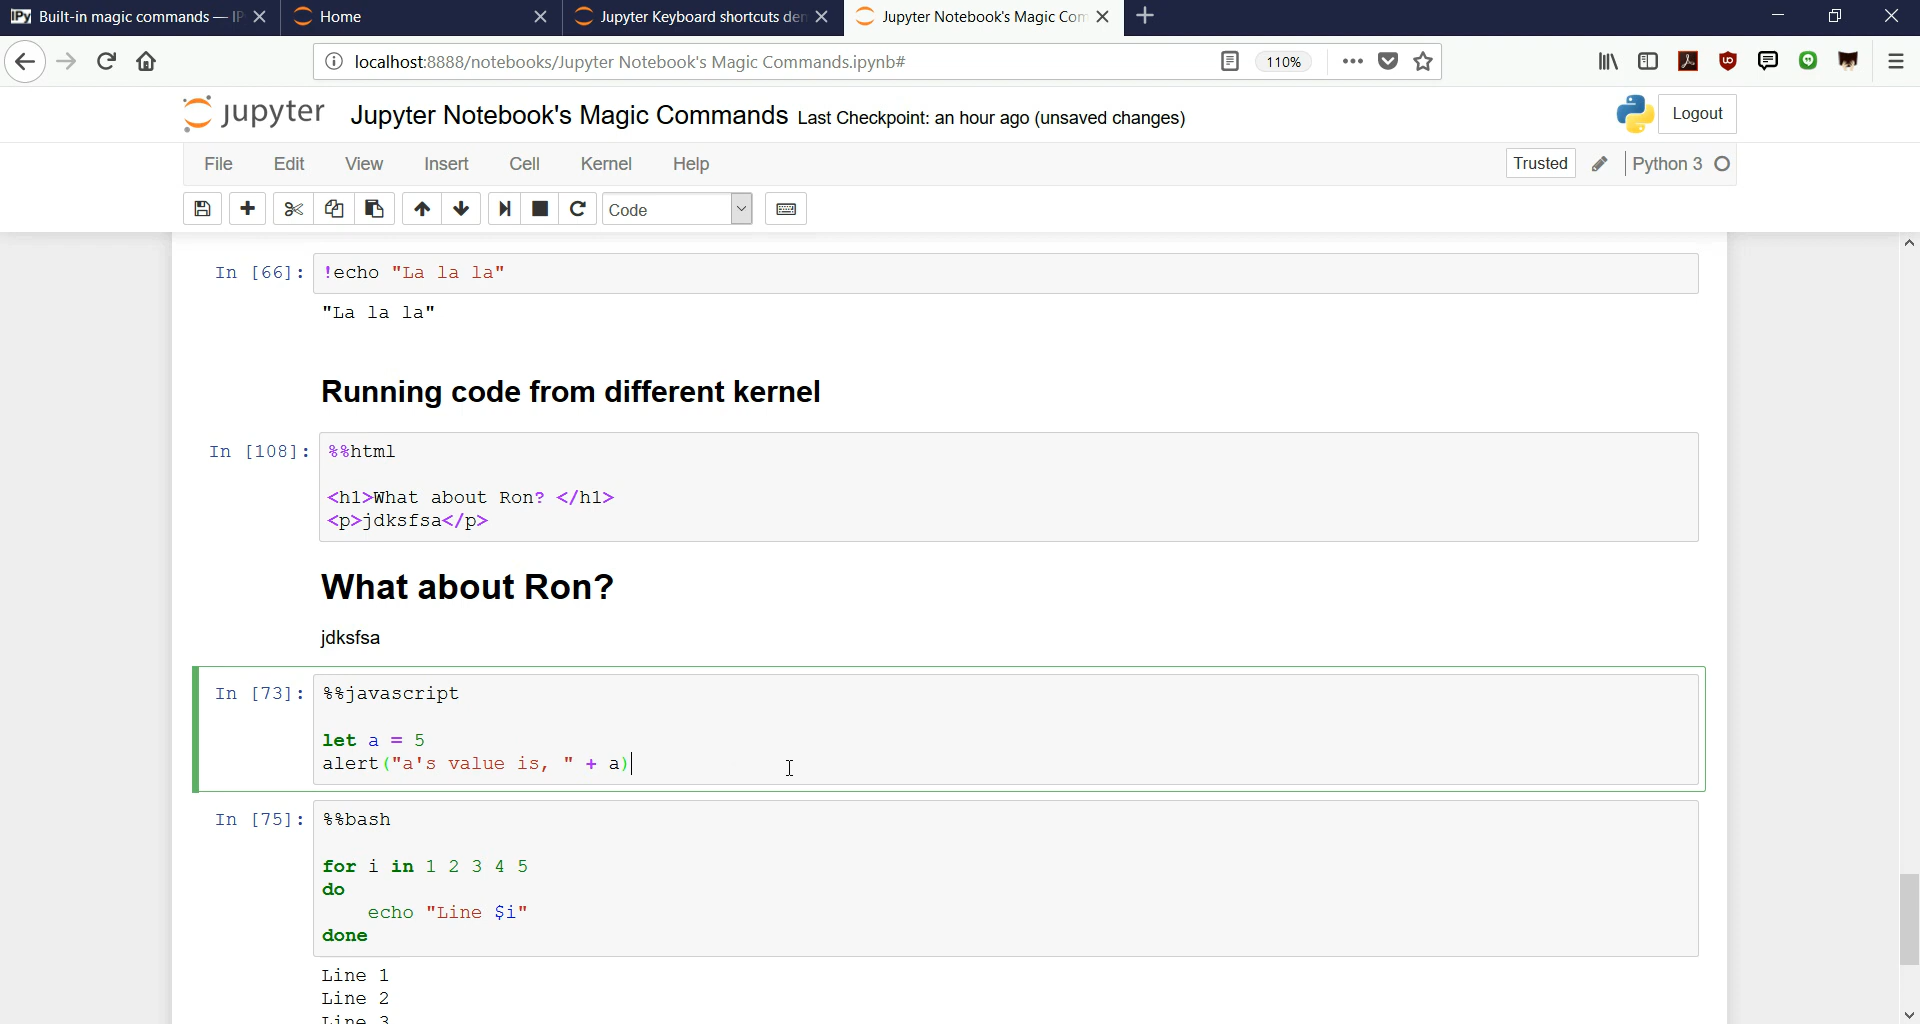 Built-in magic commands — IP
Home
Jupyter Keyboard shortcuts den
Jupyter Notebook's Magic Com
localhost:8888/notebooks/Jupyter Notebook's Magic Commands.ipynb#
110%
jupyter
Jupyter Notebook's Magic Commands Last Checkpoint: an hour ago (unsaved changes)
Logout
File Edit View Insert Cell Kernel Help
Trusted
Python 3
Code
In [66]: !echo "La la la"
"La la la"
Running code from different kernel
In [108]: %%html
<h1>What about Ron? </h1>
<p>jdksfsa</p>
What about Ron?
jdksfsa
In [73]: %%javascript
let a = 5
alert("a's value is, " + a)
In [75]: %%bash
for i in 1 2 3 4 5
do
echo "Line $i"
done
Line 1
Line 2
Line 3